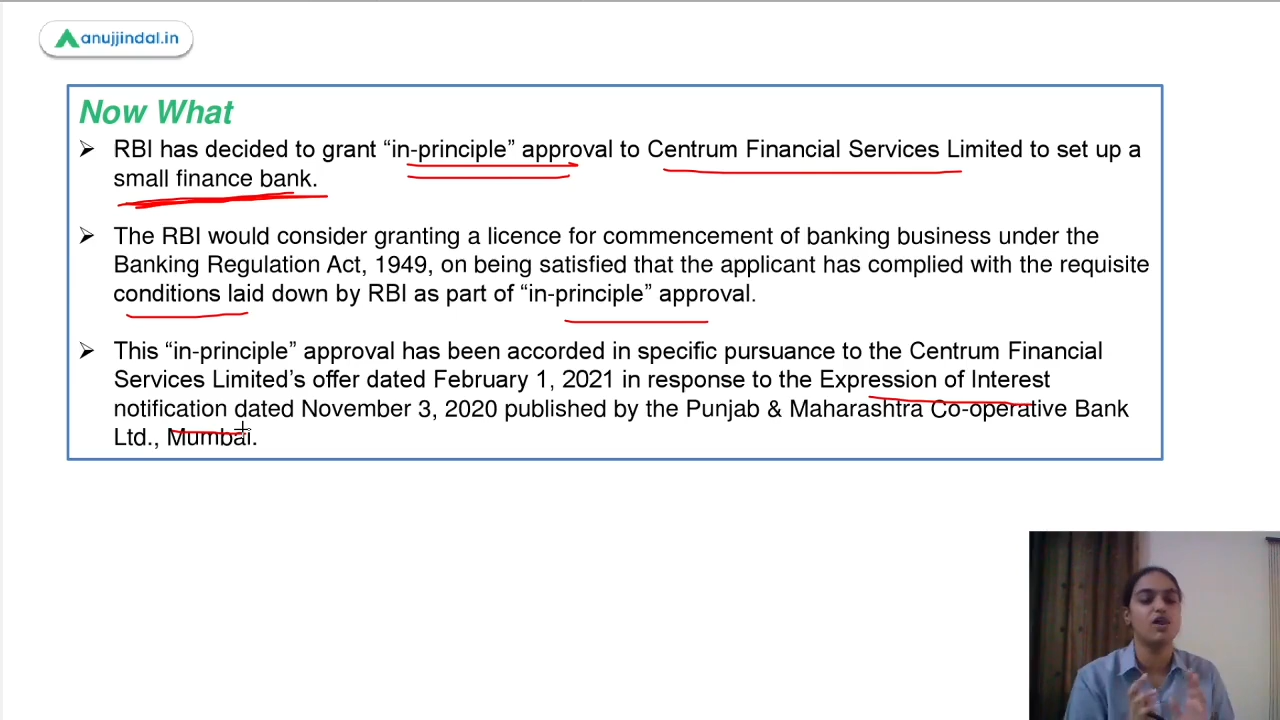 anujjindal.in
Now What
➢ RBI has decided to grant “in-principle” approval to Centrum Financial Services Limited to set up a
small finance bank.
➢ The RBI would consider granting a licence for commencement of banking business under the
Banking Regulation Act, 1949, on being satisfied that the applicant has complied with the requisite
conditions laid down by RBI as part of “in-principle” approval.
➢ This “in-principle” approval has been accorded in specific pursuance to the Centrum Financial
Services Limited’s offer dated February 1, 2021 in response to the Expression of Interest
notification dated November 3, 2020 published by the Punjab & Maharashtra Co-operative Bank
Ltd., Mumbai.